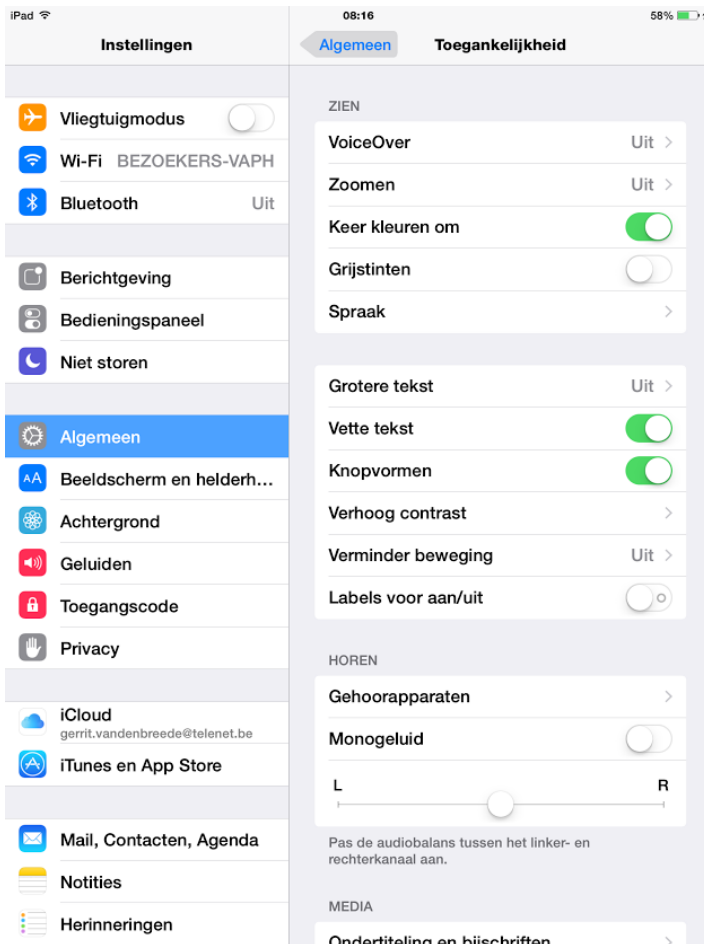 iPad 08:16 58%
Instellingen
Vliegtuigmodus
Wi-Fi BEZOEKERS-VAPH
Bluetooth Uit
Berichtgeving
Bedieningspaneel
Niet storen
Algemeen
AA Beeldscherm en helderh...
Achtergrond
Geluiden
Toegangscode
Privacy
iCloud
gerrit.vandenbreede@telenet.be
iTunes en App Store
Mail, Contacten, Agenda
Notities
Herinneringen
Algemeen Toegankelijkheid
ZIEN
VoiceOver Uit
Zoomen Uit
Keer kleuren om
Grijstinten
Spraak
Grotere tekst Uit
Vette tekst
Knopvormen
Verhoog contrast
Verminder beweging Uit
Labels voor aan/uit
HOREN
Gehoorapparaten
Monogeluid
L R
Pas de audiobalans tussen het linker- en
rechterkanaal aan.
MEDIA
Ondertiteling en bijschriften